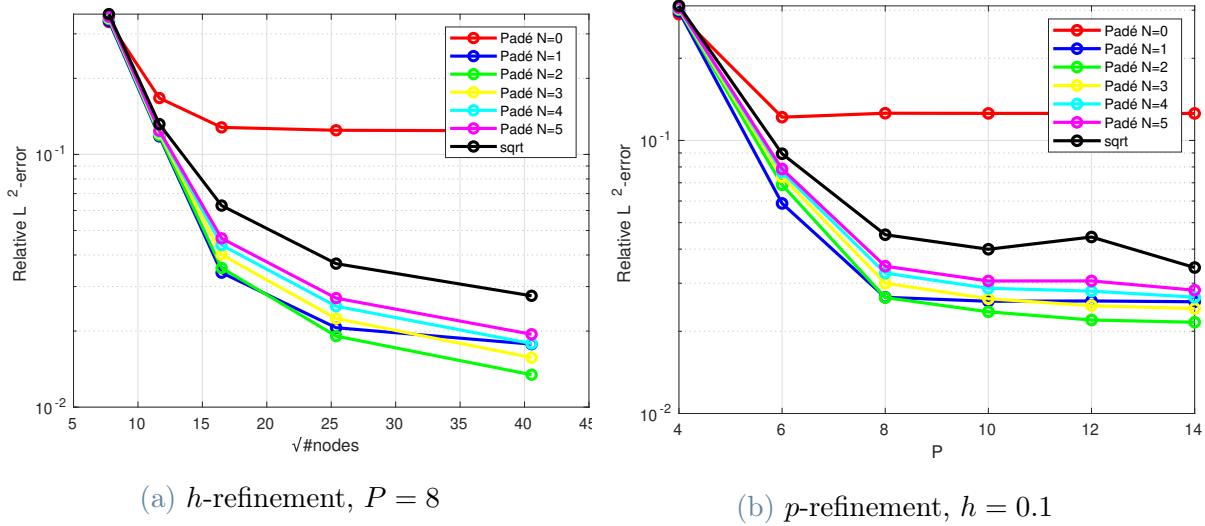 Relative L²-error
10⁻¹
10⁻²
5 10 15 20 25 30 35 40 45
√#nodes
Padé N=0
Padé N=1
Padé N=2
Padé N=3
Padé N=4
Padé N=5
sqrt
(a) h-refinement, P = 8
Relative L²-error
10⁻¹
10⁻²
4 6 8 10 12 14
P
Padé N=0
Padé N=1
Padé N=2
Padé N=3
Padé N=4
Padé N=5
sqrt
(b) p-refinement, h = 0.1